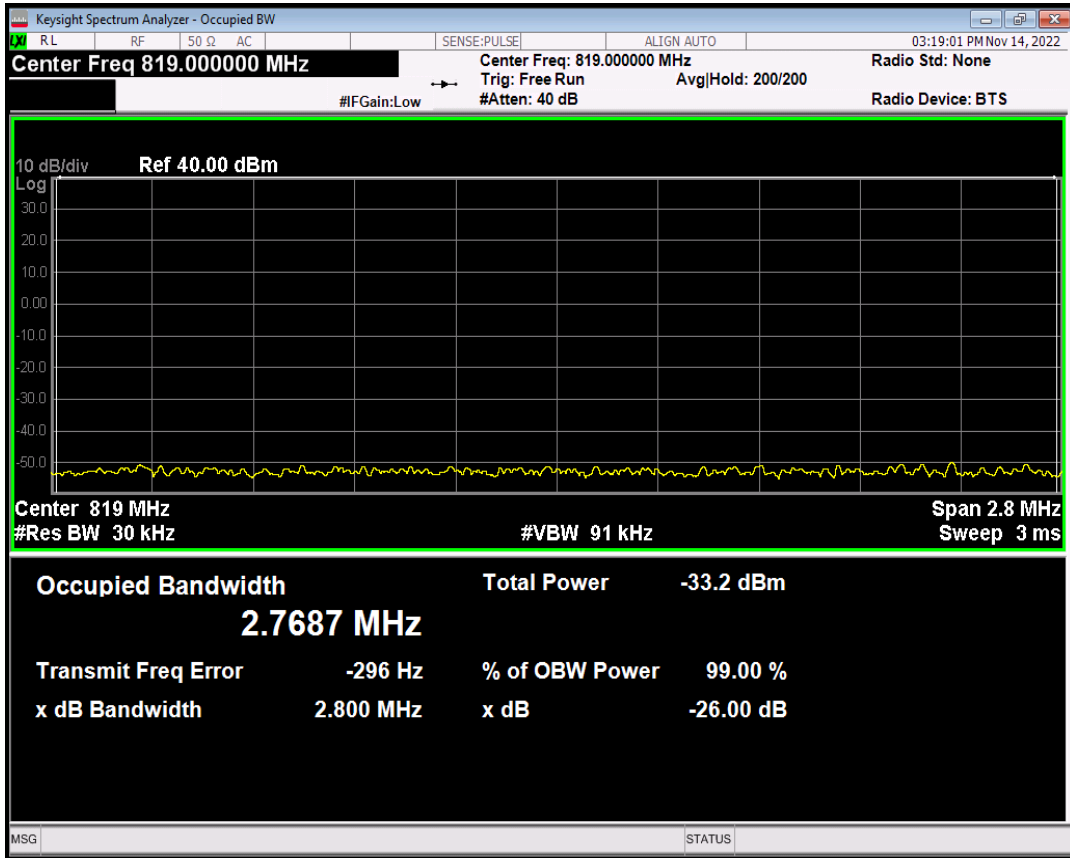 Keysight Spectrum Analyzer - Occupied BW
LXI RL RF 50 Ω AC SENSE:PULSE ALIGN AUTO 03:19:01 PM Nov 14, 2022
Center Freq 819.000000 MHz Center Freq: 819.000000 MHz Radio Std: None
Trig: Free Run Avg|Hold: 200/200
#IFGain:Low #Atten: 40 dB Radio Device: BTS
10 dB/div Ref 40.00 dBm
Log
30.0
20.0
10.0
0.00
-10.0
-20.0
-30.0
-40.0
-50.0
Center 819 MHz Span 2.8 MHz
#Res BW 30 kHz #VBW 91 kHz Sweep 3 ms
Occupied Bandwidth Total Power -33.2 dBm
2.7687 MHz
Transmit Freq Error -296 Hz % of OBW Power 99.00 %
x dB Bandwidth 2.800 MHz x dB -26.00 dB
MSG STATUS